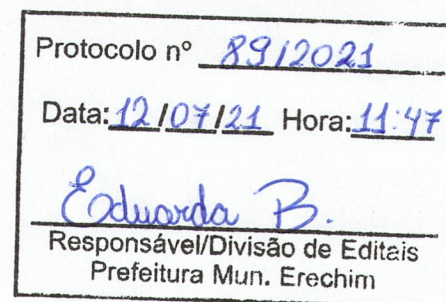 Protocolo nº 89/2021
Data: 12/07/21 Hora: 11:47
Eduarda B.
Responsável/Divisão de Editais
Prefeitura Mun. Erechim